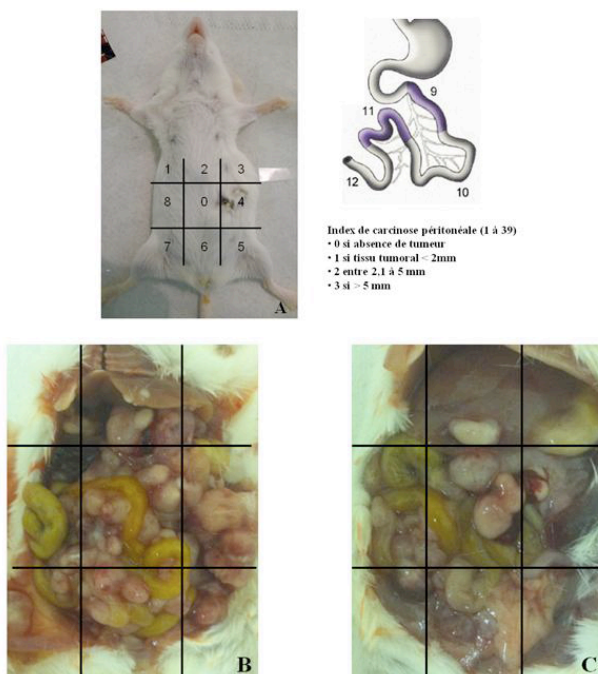 1 2 3
8 0 4
7 6 5
A
9
11
12
10
Index de carcinose péritonéale (1 à 39)
• 0 si absence de tumeur
• 1 si tissu tumoral < 2mm
• 2 entre 2,1 à 5 mm
• 3 si > 5 mm
B
C